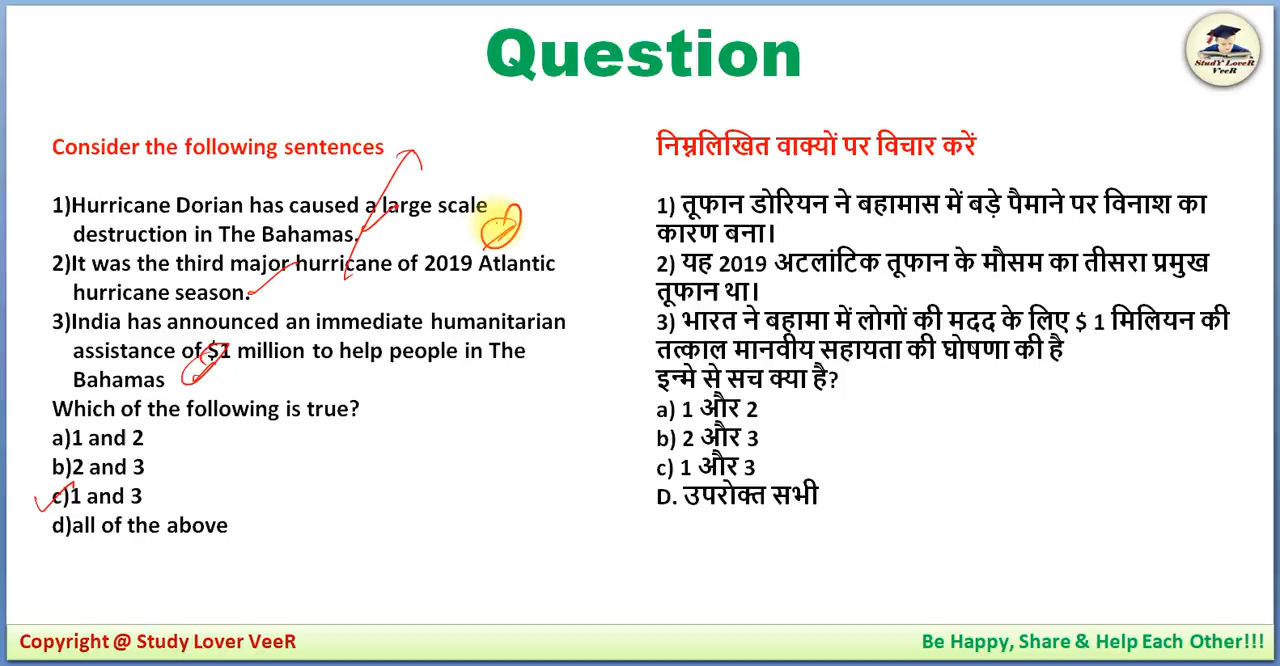 Question
StudY LoveR
VeeR
Consider the following sentences
1)Hurricane Dorian has caused a large scale
destruction in The Bahamas.
2)It was the third major hurricane of 2019 Atlantic
hurricane season.
3)India has announced an immediate humanitarian
assistance of $1 million to help people in The
Bahamas
Which of the following is true?
a)1 and 2
b)2 and 3
c)1 and 3
d)all of the above
निम्नलिखित वाक्यों पर विचार करें
1) तूफान डोरियन ने बहामास में बड़े पैमाने पर विनाश का
कारण बना।
2) यह 2019 अटलांटिक तूफान के मौसम का तीसरा प्रमुख
तूफान था।
3) भारत ने बहामा में लोगों की मदद के लिए $ 1 मिलियन की
तत्काल मानवीय सहायता की घोषणा की है
इन्मे से सच क्या है?
a) 1 और 2
b) 2 और 3
c) 1 और 3
D. उपरोक्त सभी
Copyright @ Study Lover VeeR
Be Happy, Share & Help Each Other!!!